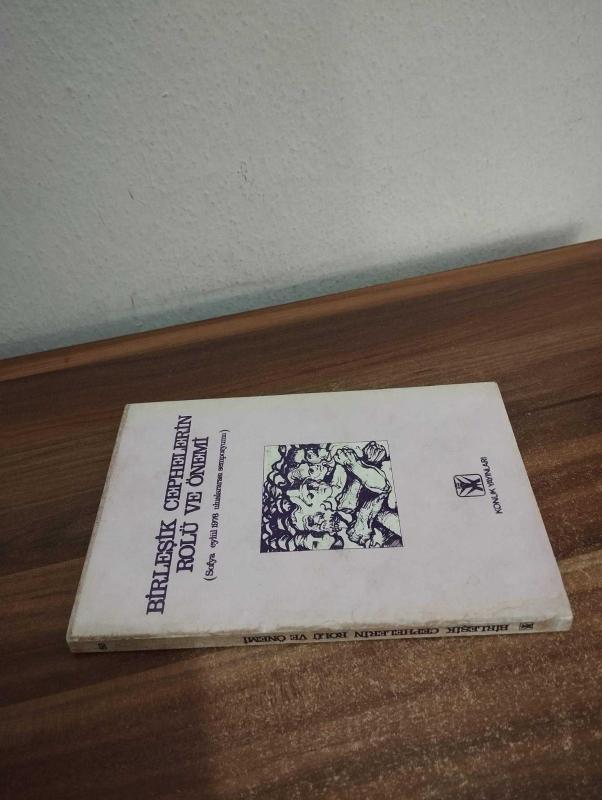 BİRLEŞİK CEPHELERİN
ROLÜ VE ÖNEMİ
(Sofya eylül 1978 uluslararası sempozyumu)
KONUK YAYINLARI
BİRLEŞİK CEPHELERİN ROLÜ VE ÖNEMİ